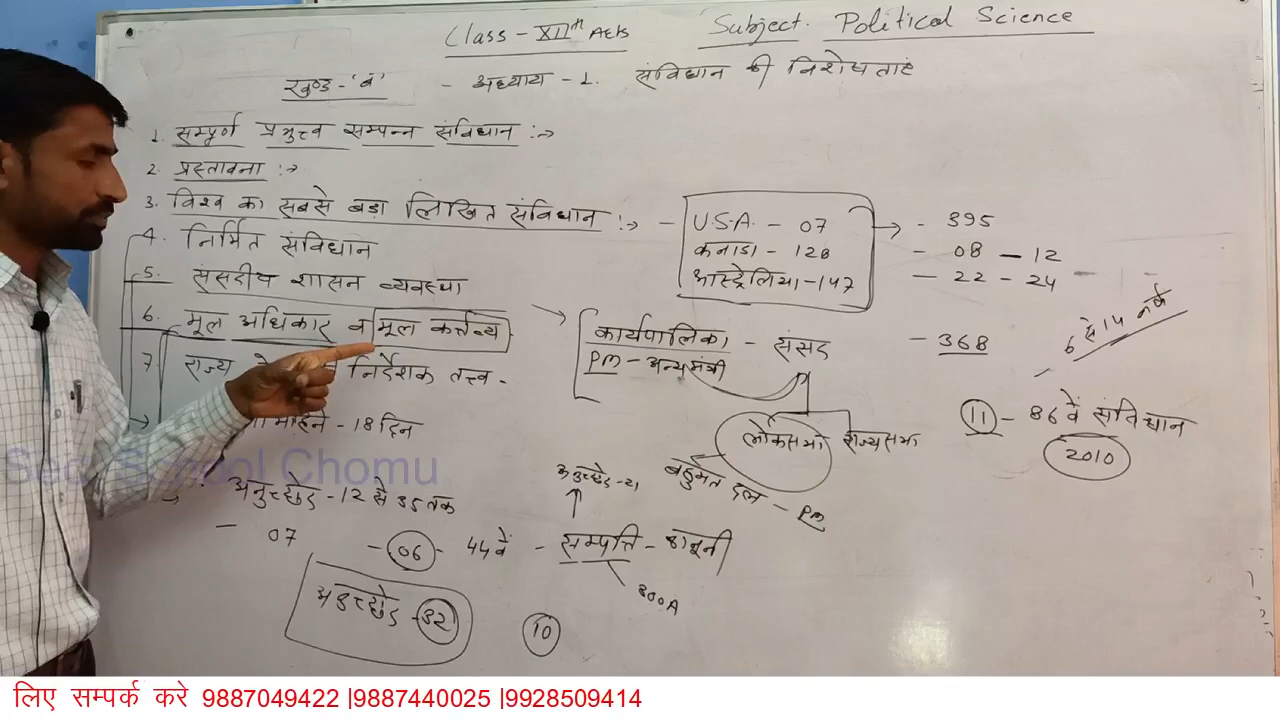 Class - XIIth Arts
Subject. Political Science
खण्ड - 'ब' - अध्याय - 1. संविधान की विशेषताएं
1. सम्पूर्ण प्रभुत्व सम्पन्न संविधान :→
2. प्रस्तावना :→
3. विश्व का सबसे बड़ा लिखित संविधान :→
4. निर्मित संविधान
5. संसदीय शासन व्यवस्था
6. मूल अधिकार व मूल कर्त्तव्य
7. राज्य निर्देशक तत्त्व -
- 18 दिन
अनुच्छेद - 12 से 35 तक
- 07
- 06 - 44 वें - सम्पत्ति - कानूनी
300A
अनुच्छेद - 32
10
U.S.A. - 07
कनाडा - 128
आस्ट्रेलिया - 147
→ - 395
- 08 - 12
- 22 - 24
कार्यपालिका - संसद
PM - अन्य मंत्री
- 368
6 से 14 वर्ष
लोकसभा राज्यसभा
बहुमत दल - PM
11 - 86 वें संविधान
2010
School Chomu
लिए सम्पर्क करे 9887049422 |9887440025 |9928509414